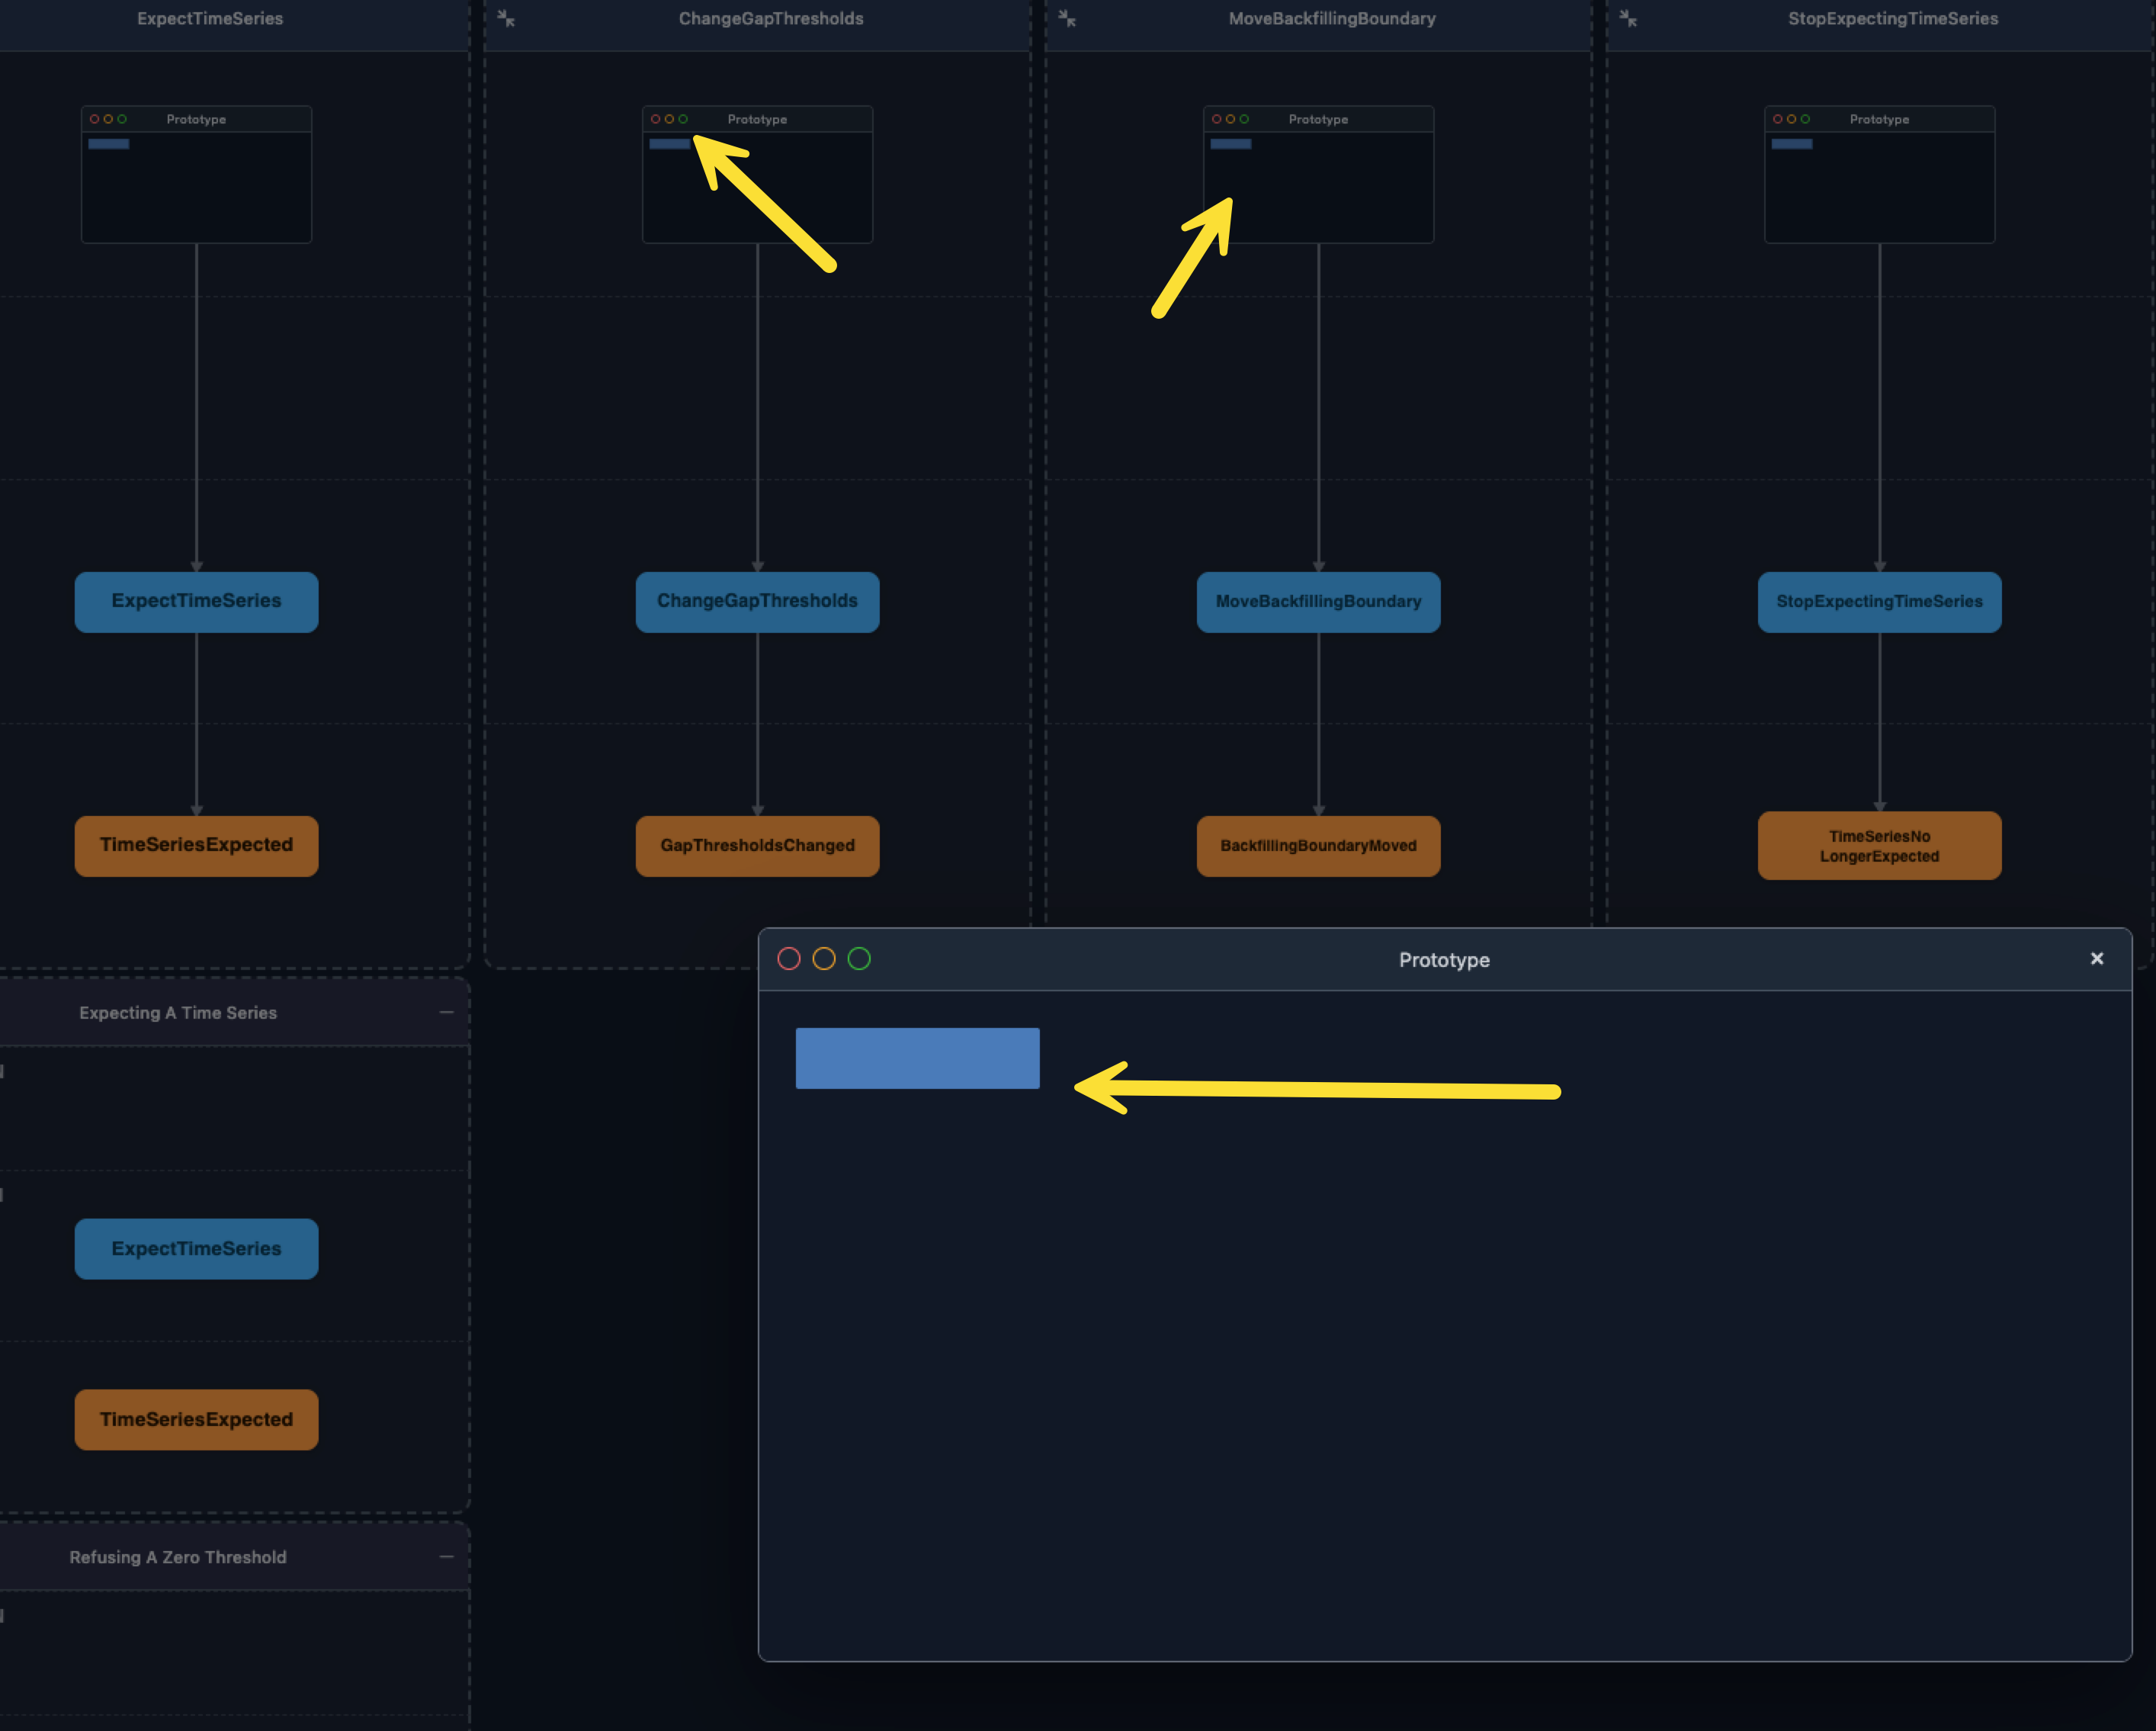 ExpectTimeSeries
ChangeGapThresholds
MoveBackfillingBoundary
StopExpectingTimeSeries
Prototype
Prototype
Prototype
Prototype
ExpectTimeSeries
ChangeGapThresholds
MoveBackfillingBoundary
StopExpectingTimeSeries
TimeSeriesExpected
GapThresholdsChanged
BackfillingBoundaryMoved
TimeSeriesNo
LongerExpected
Prototype
Expecting A Time Series
ExpectTimeSeries
TimeSeriesExpected
Refusing A Zero Threshold